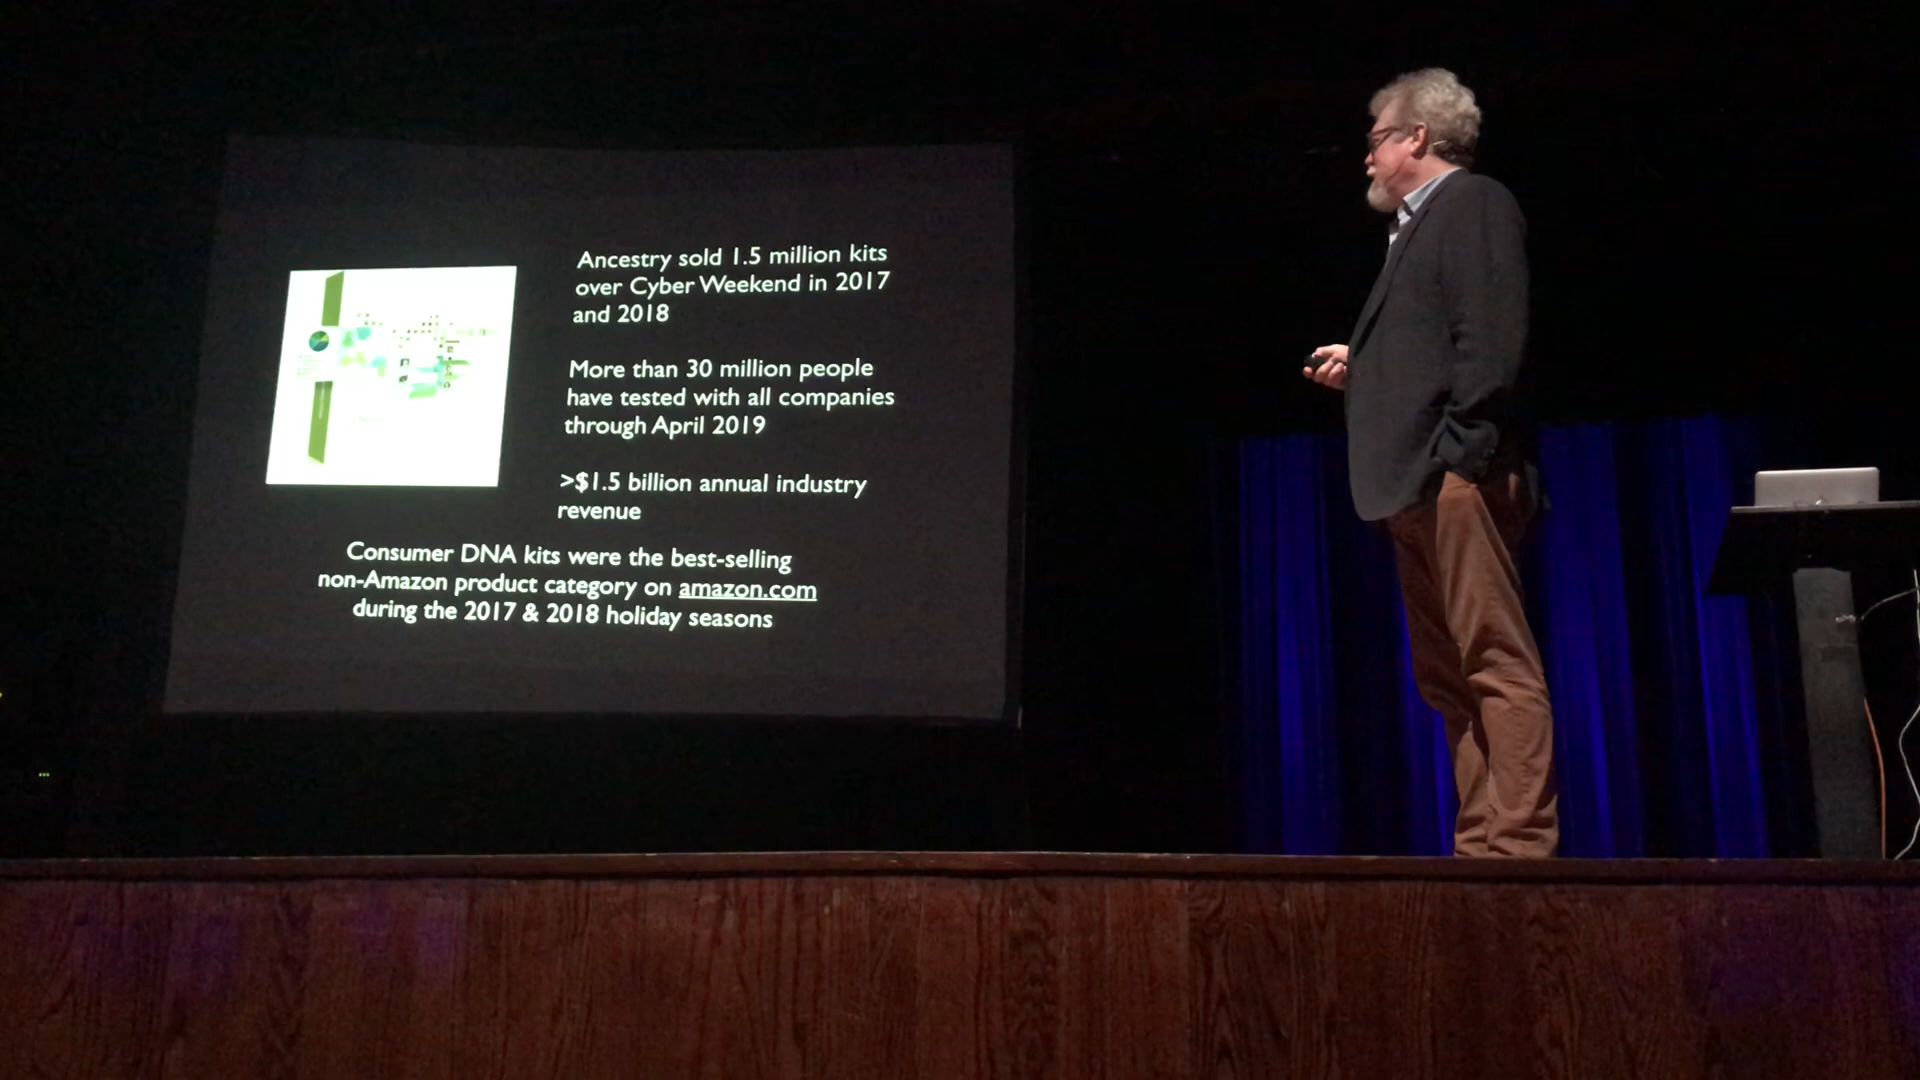 Ancestry sold 1.5 million kits
over Cyber Weekend in 2017
and 2018
More than 30 million people
have tested with all companies
through April 2019
>$1.5 billion annual industry
revenue
Consumer DNA kits were the best-selling
non-Amazon product category on amazon.com
during the 2017 & 2018 holiday seasons